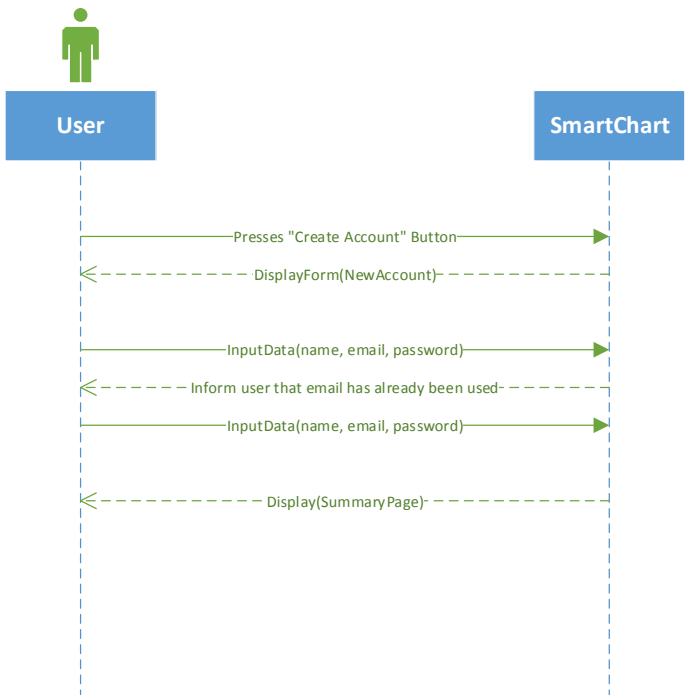 User
SmartChart
Presses "Create Account" Button
DisplayForm(NewAccount)
InputData(name, email, password)
Inform user that email has already been used
InputData(name, email, password)
Display(SummaryPage)